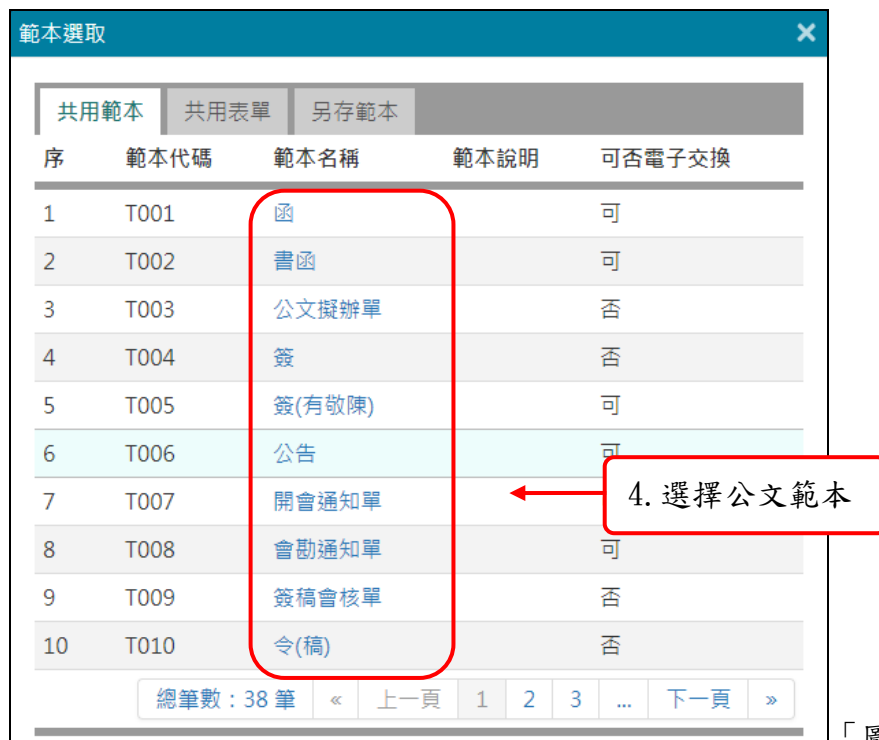 範本選取
共用範本 共用表單 另存範本
序 範本代碼 範本名稱 範本說明 可否電子交換
1 T001 函 可
2 T002 書函 可
3 T003 公文擬辦單 否
4 T004 簽 否
5 T005 簽(有敬陳) 可
6 T006 公告 可
7 T007 開會通知單
4.選擇公文範本
8 T008 會勘通知單 可
9 T009 簽稿會核單 否
10 T010 令(稿) 否
總筆數：38 筆 « 上一頁 1 2 3 ... 下一頁 »
「